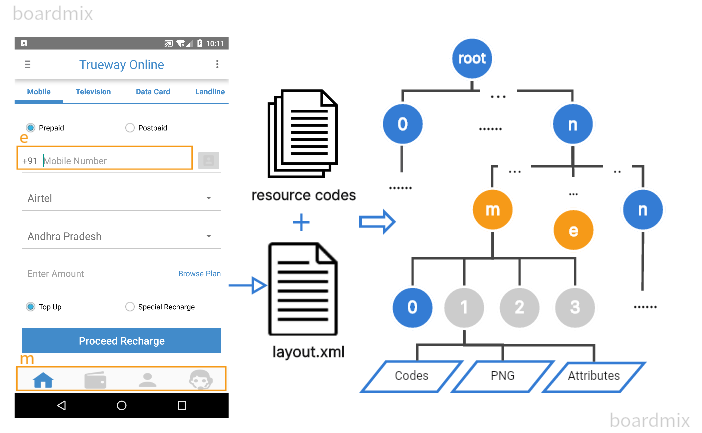 boardmix
10:11
Trueway Online
Mobile Television Data Card Landline
Prepaid Postpaid
e
+91 Mobile Number
Airtel
Andhra Pradesh
Enter Amount Browse Plan
Top Up Special Recharge
Proceed Recharge
m
resource codes
+
layout.xml
root
...
0 ...... n
...... ... ..
...
m e n
0 1 2 3 ......
Codes PNG Attributes
boardmix